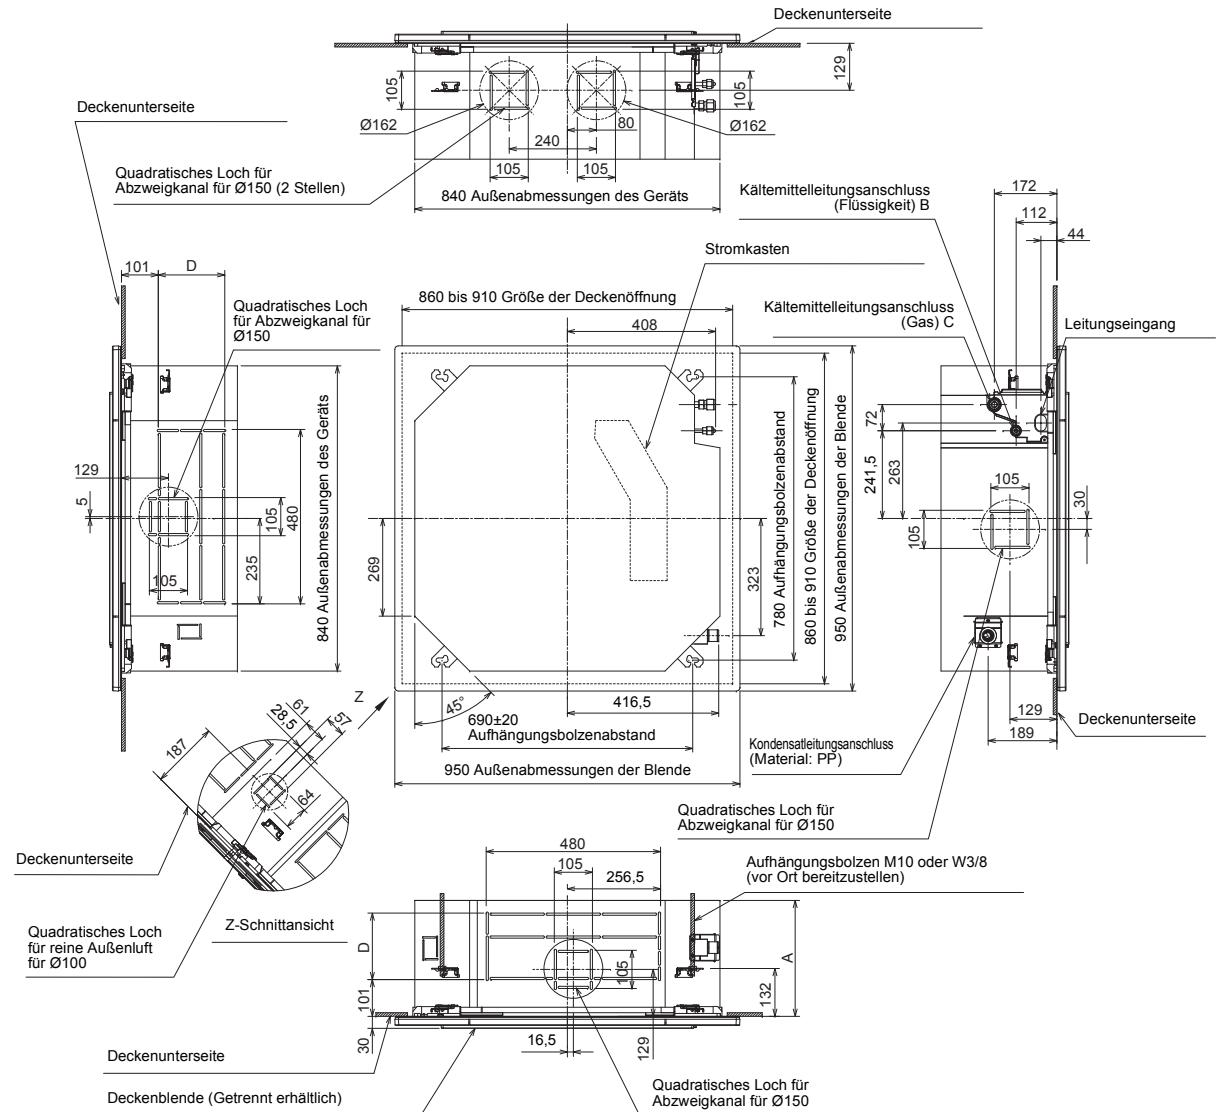 Deckenunterseite
129
105
105
Deckenunterseite
Ø162
80
Ø162
240
Quadratisches Loch für
Abzweigkanal für Ø150 (2 Stellen)
105
105
840 Außenabmessungen des Geräts
Kältemittelleitungsanschluss
(Flüssigkeit) B
172
112
44
Stromkasten
101
D
Quadratisches Loch
für Abzweigkanal für
Ø150
860 bis 910 Größe der Deckenöffnung
408
Kältemittelleitungsanschluss
(Gas) C
Leitungseingang
840 Außenabmessungen des Geräts
129
5
105
480
235
105
269
323
780 Aufhängungsbolzenabstand
860 bis 910 Größe der Deckenöffnung
950 Außenabmessungen der Blende
72
241,5
263
105
30
105
45°
416,5
690±20
Aufhängungsbolzenabstand
950 Außenabmessungen der Blende
129
189
Deckenunterseite
Kondensatleitungsanschluss
(Material: PP)
Z
61
28,5
57
187
64
Deckenunterseite
Quadratisches Loch
für reine Außenluft
für Ø100
Z-Schnittansicht
Quadratisches Loch für
Abzweigkanal für Ø150
480
105
256,5
Aufhängungsbolzen M10 oder W3/8
(vor Ort bereitzustellen)
D
101
30
105
A
132
129
16,5
Deckenunterseite
Deckenblende (Getrennt erhältlich)
Quadratisches Loch für
Abzweigkanal für Ø150